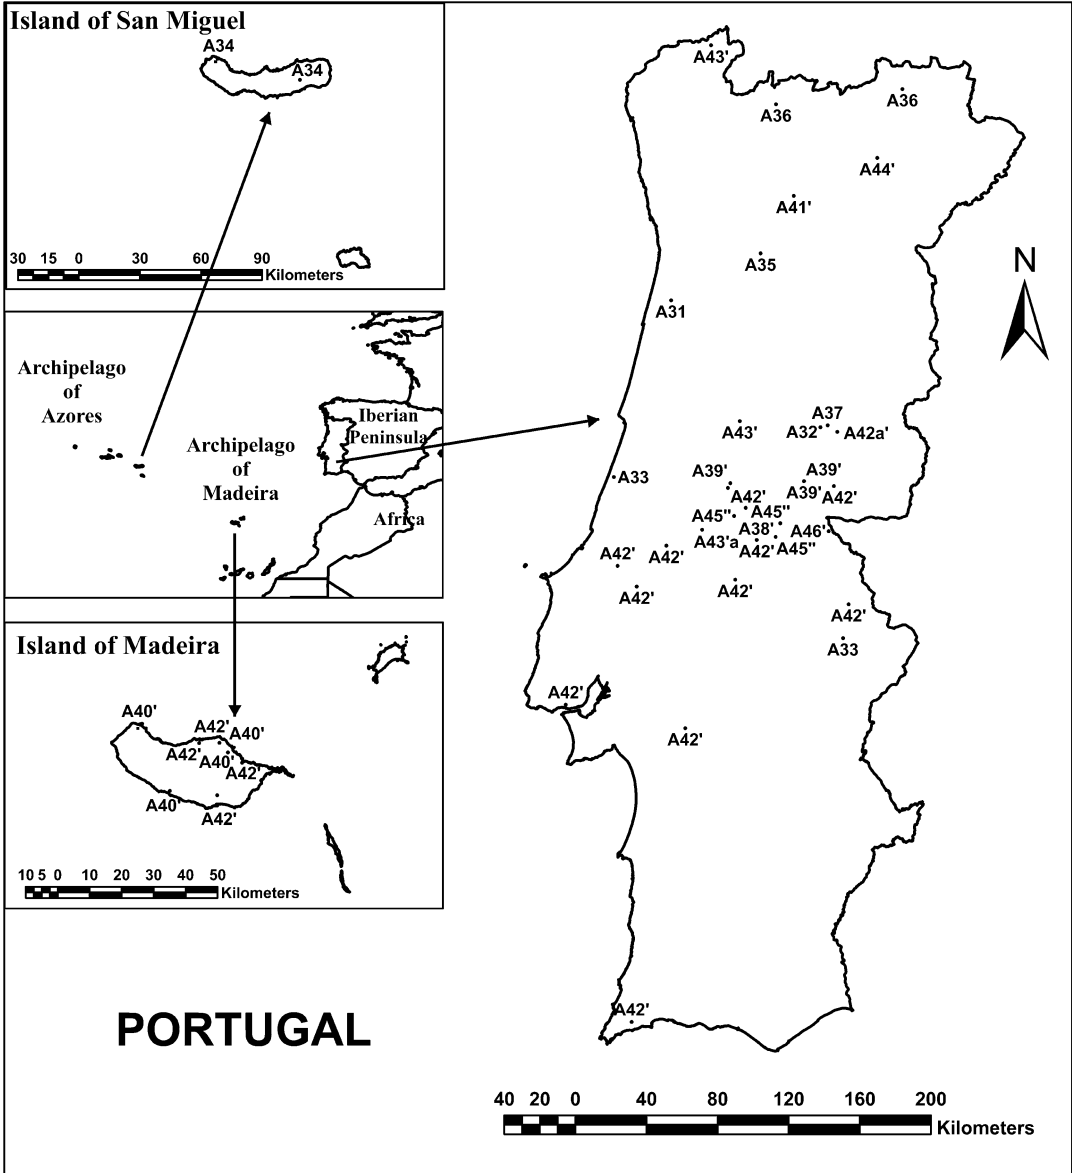 Island of San Miguel
A34
A34
30 15 0 30 60 90
Kilometers
Archipelago
of
Azores
Archipelago
of
Madeira
Iberian
Peninsula
Africa
Island of Madeira
A40'
A42'
A40'
A42'
A40'
A42'
A40'
A42'
10 5 0 10 20 30 40 50
Kilometers
PORTUGAL
A43'
A36
A36
A44'
A41'
A35
A31
N
A37
A43'
A32
A42a'
A39'
A39'
A33
A39'
A42'
A42'
A45''
A45''
A38'
A46'
A43'a
A42'
A45''
A42'
A42'
A42'
A42'
A42'
A33
A42'
A42'
A42'
40 20 0 40 80 120 160 200
Kilometers